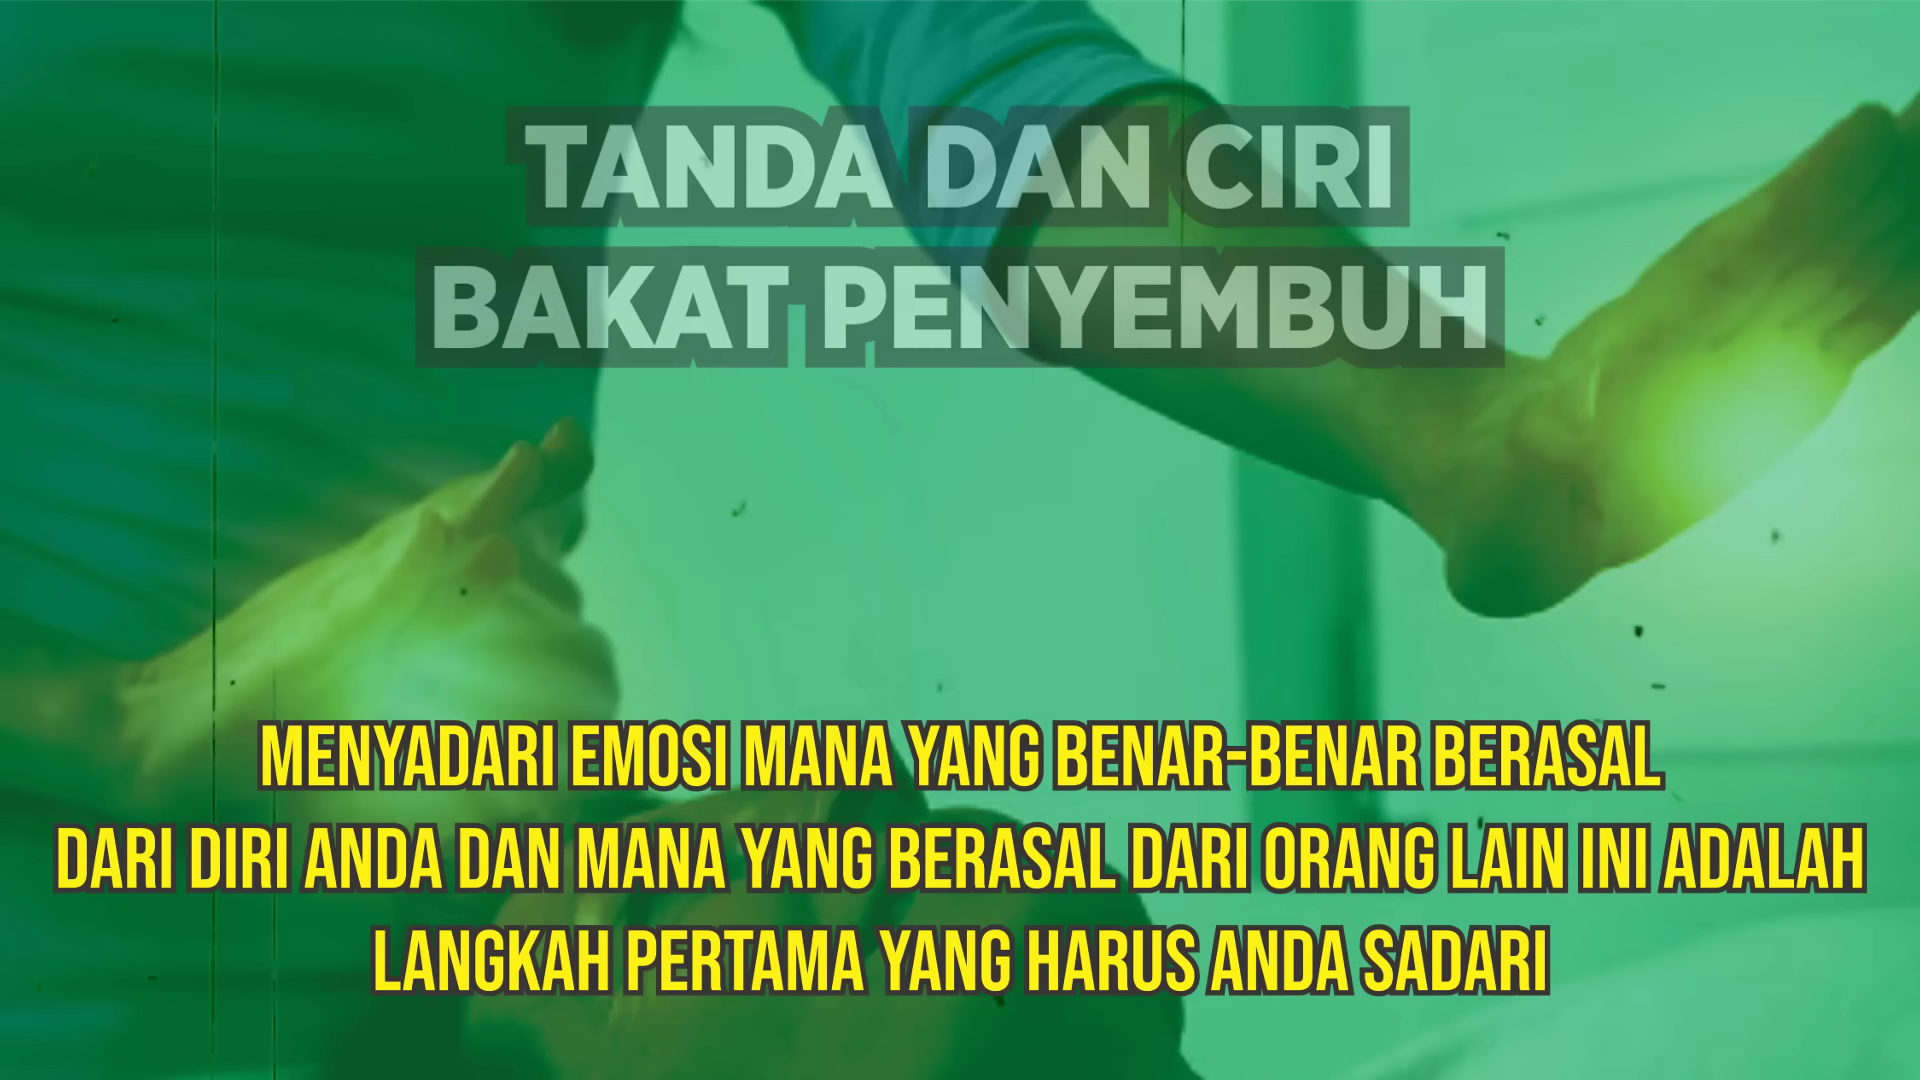 TANDA DAN CIRI
BAKAT PENYEMBUH
MENYADARI EMOSI MANA YANG BENAR-BENAR BERASAL
DARI DIRI ANDA DAN MANA YANG BERASAL DARI ORANG LAIN INI ADALAH
LANGKAH PERTAMA YANG HARUS ANDA SADARI